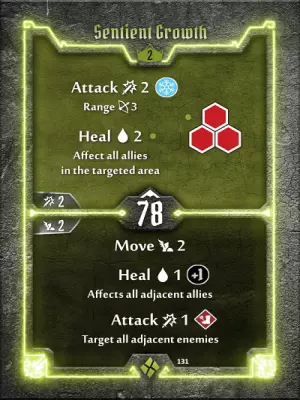 Sentient Growth
2
Attack 2
Range 3
Heal 2
Affect all allies
in the targeted area
2
78
2
Move 2
Heal 1 +1
Affects all adjacent allies
Attack 1
Target all adjacent enemies
131